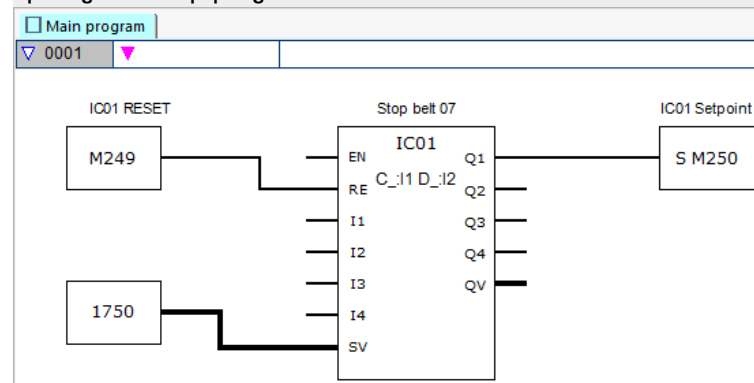 Main program
0001
IC01 RESET
Stop belt 07
IC01 Setpoint
M249
IC01
C_:I1 D_:I2
S M250
EN
Q1
RE
Q2
I1
Q3
I2
Q4
I3
QV
1750
I4
SV